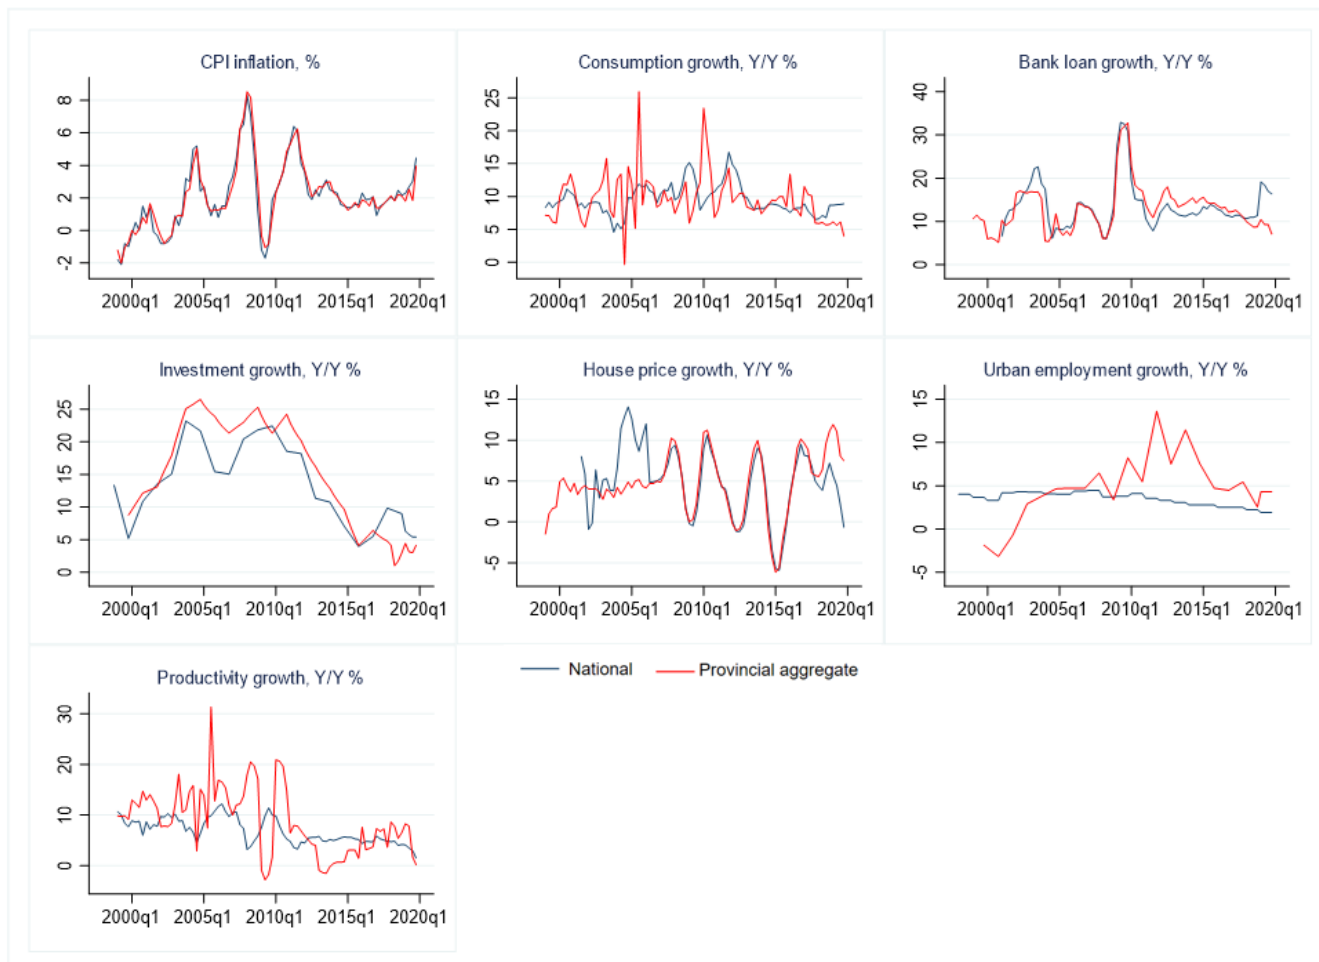 CPI inflation, %
8
6
4
2
0
-2
2000q1 2005q1 2010q1 2015q1 2020q1
Consumption growth, Y/Y %
25
20
15
10
5
0
2000q1 2005q1 2010q1 2015q1 2020q1
Bank loan growth, Y/Y %
40
30
20
10
0
2000q1 2005q1 2010q1 2015q1 2020q1
Investment growth, Y/Y %
25
20
15
10
5
0
2000q1 2005q1 2010q1 2015q1 2020q1
House price growth, Y/Y %
15
10
5
0
-5
2000q1 2005q1 2010q1 2015q1 2020q1
Urban employment growth, Y/Y %
15
10
5
0
-5
2000q1 2005q1 2010q1 2015q1 2020q1
Productivity growth, Y/Y %
30
20
10
0
2000q1 2005q1 2010q1 2015q1 2020q1
National Provincial aggregate